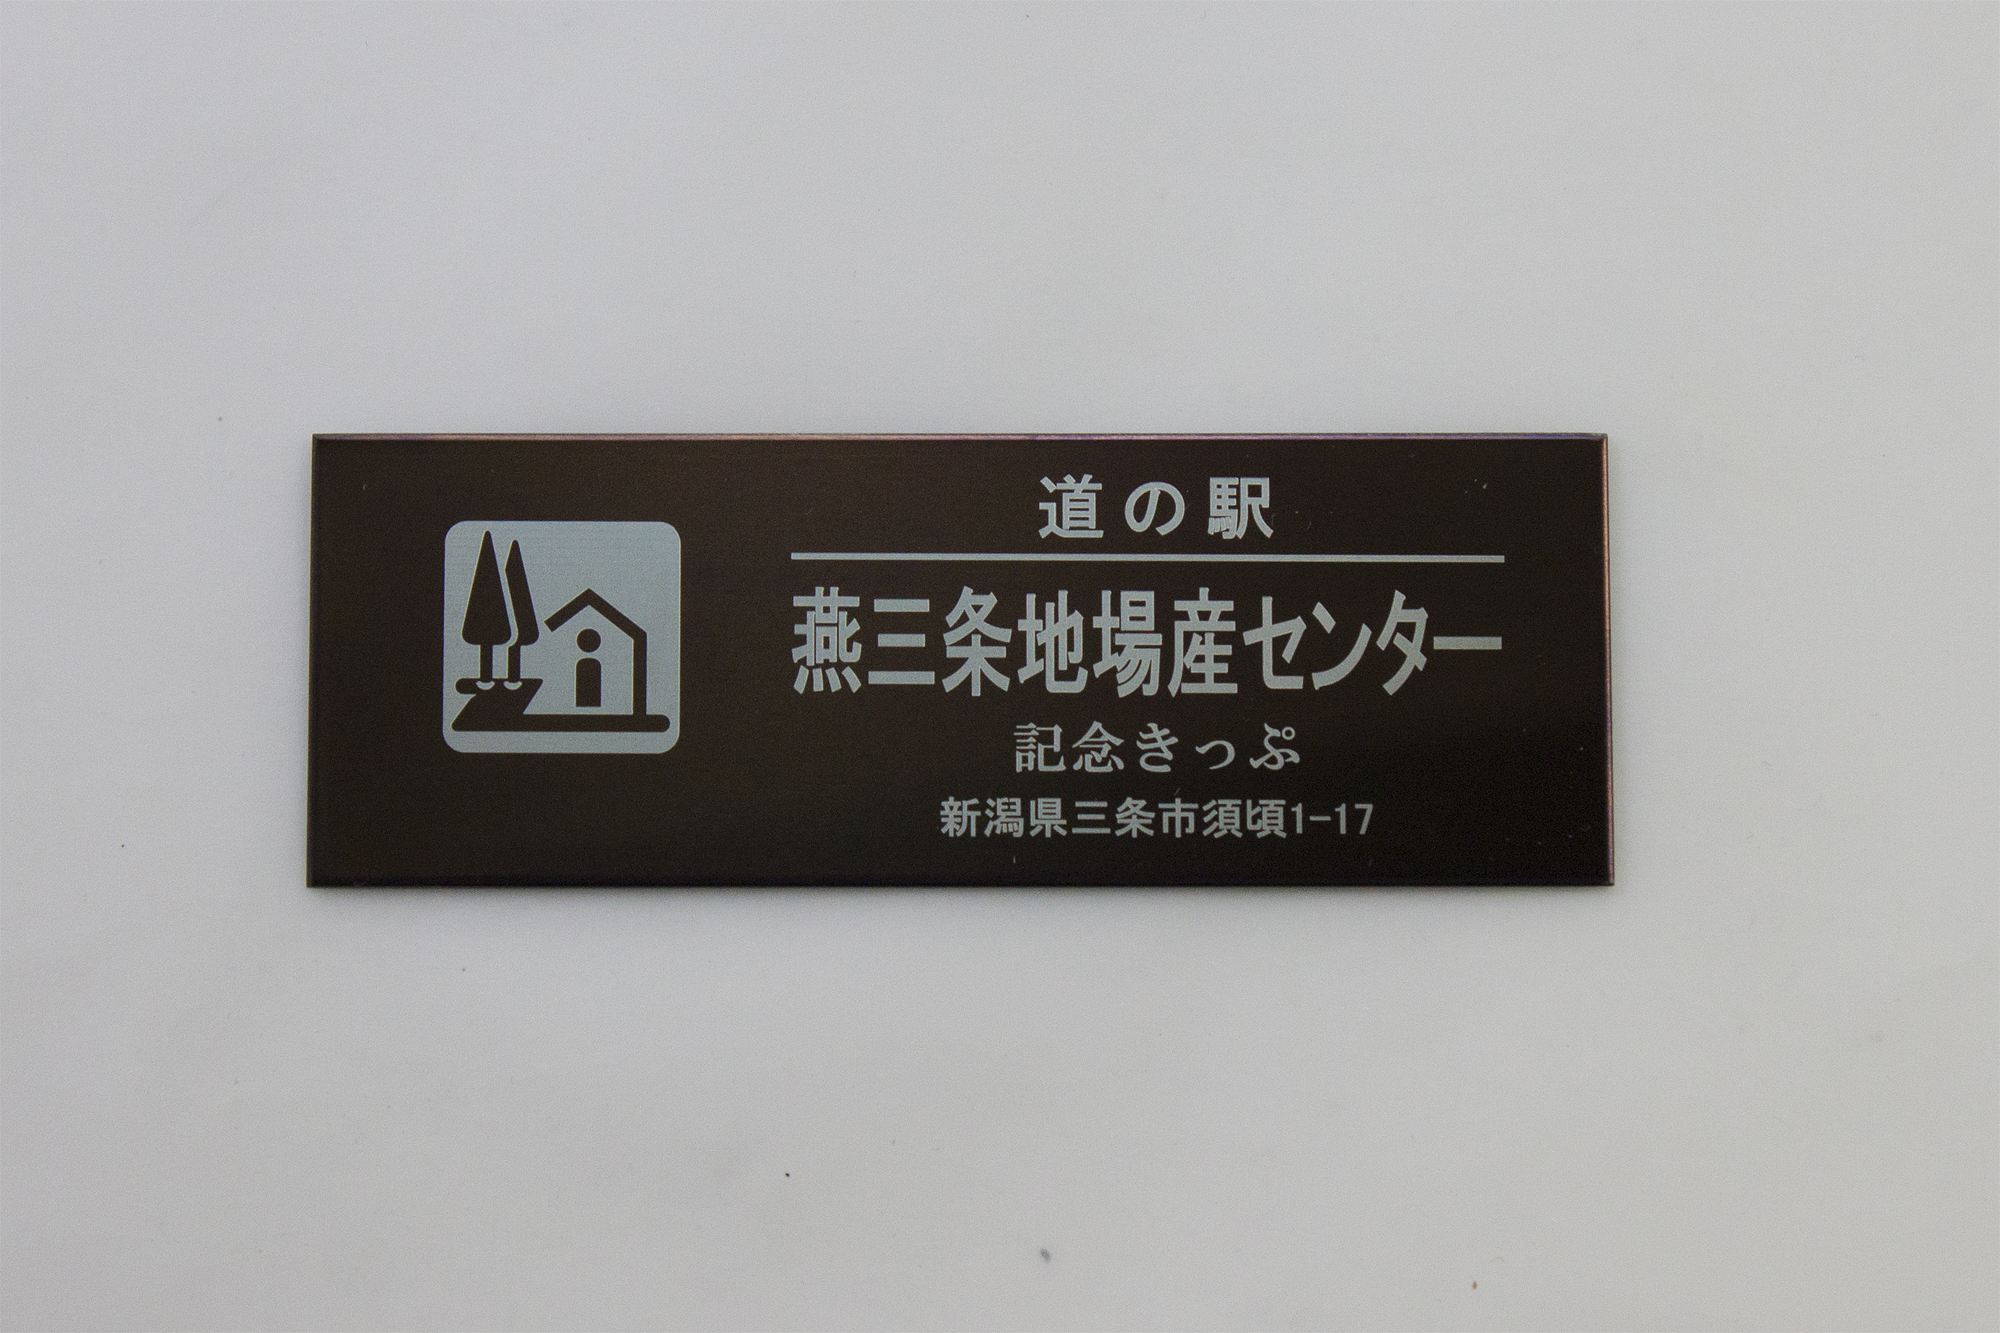 道の駅
燕三条地場産センター
記念きっぷ
新潟県三条市須頃1-17